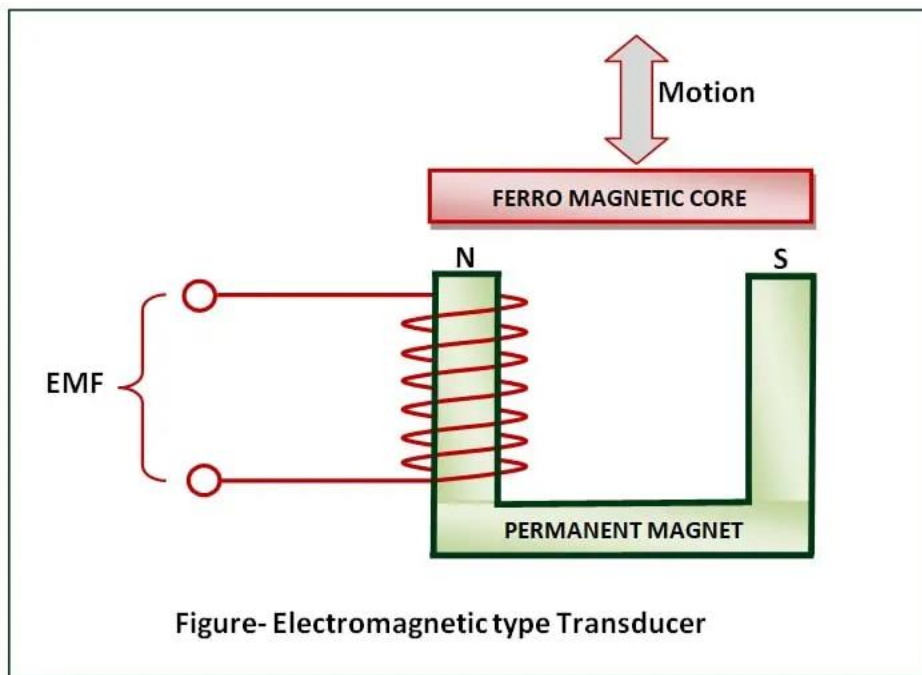 Motion
FERRO MAGNETIC CORE
N
S
EMF
PERMANENT MAGNET
Figure- Electromagnetic type Transducer